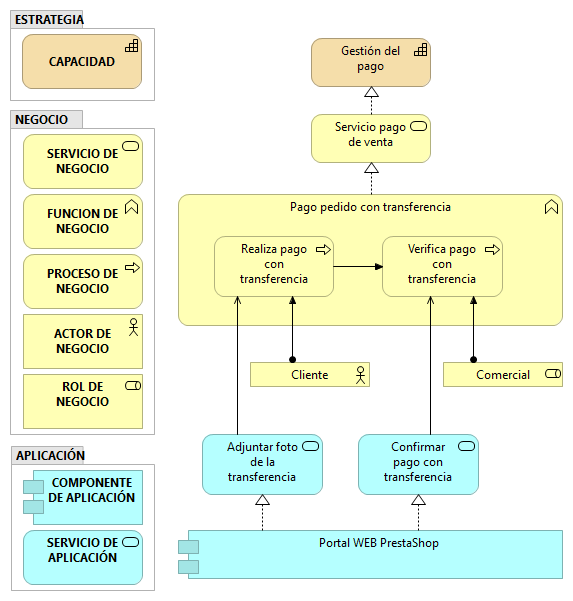 ESTRATEGIA
CAPACIDAD
NEGOCIO
SERVICIO DE
NEGOCIO
FUNCION DE
NEGOCIO
PROCESO DE
NEGOCIO
ACTOR DE
NEGOCIO
ROL DE
NEGOCIO
APLICACIÓN
COMPONENTE
DE APLICACIÓN
SERVICIO DE
APLICACIÓN
Gestión del
pago
Servicio pago
de venta
Pago pedido con transferencia
Realiza pago
con
transferencia
Verifica pago
con
transferencia
Cliente
Comercial
Adjuntar foto
de la
transferencia
Confirmar
pago con
transferencia
Portal WEB PrestaShop